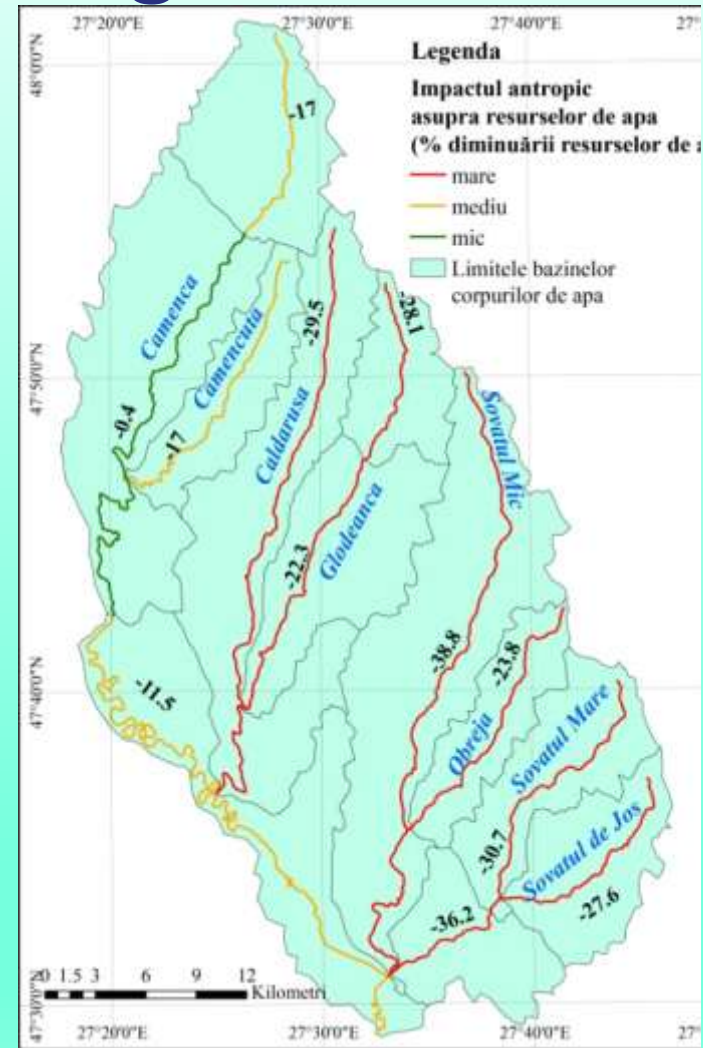 27°20'0"E 27°30'0"E 27°40'0"E
48°0'0"N
47°50'0"N
47°40'0"N
47°30'0"N
Legenda
Impactul antropic
asupra resurselor de apa
(% diminuării resurselor de
mare
mediu
mic
Limitele bazinelor
corpurilor de apa
-17
Camenca
-0.4
Camencuta
-17
-29.5
Caldarusa
-28.1
Glodeanca
-22.3
Sovatul Mic
-38.8
-23.8
Obreja
Sovatul Mare
-30.7
Sovatul de Jos
-27.6
-36.2
-11.5
0 1.5 3 6 9 12
Kilometri
27°20'0"E 27°30'0"E 27°40'0"E